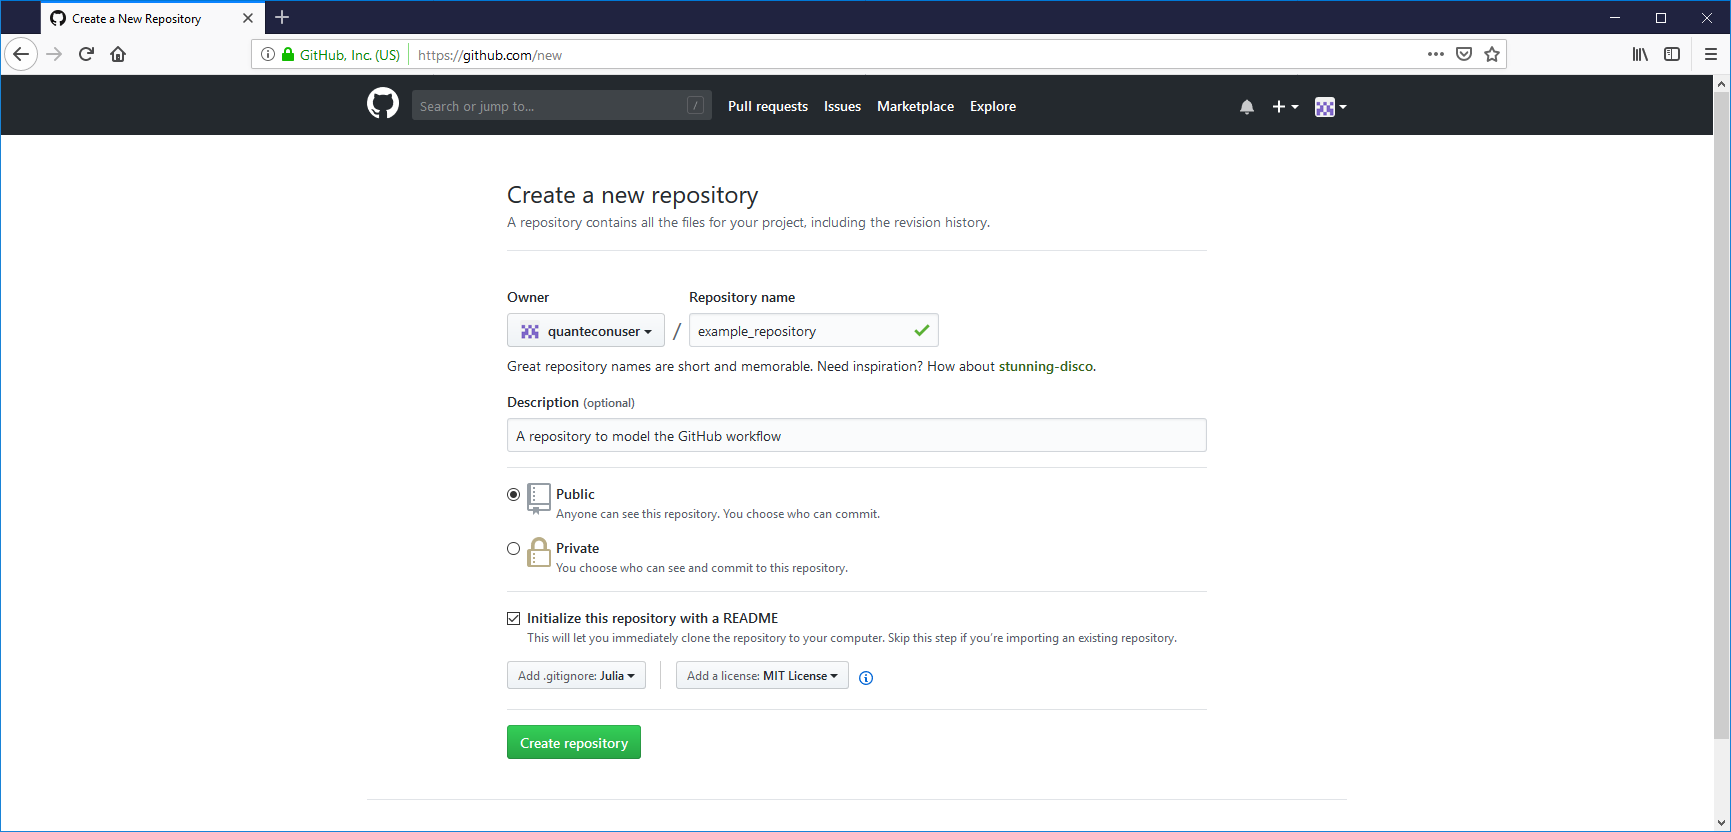 Create a New Repository
GitHub, Inc. (US) https://github.com/new
Search or jump to... / Pull requests Issues Marketplace Explore
Create a new repository
A repository contains all the files for your project, including the revision history.
Owner Repository name
quanteconuser / example_repository
Great repository names are short and memorable. Need inspiration? How about stunning-disco.
Description (optional)
A repository to model the GitHub workflow
Public
Anyone can see this repository. You choose who can commit.
Private
You choose who can see and commit to this repository.
Initialize this repository with a README
This will let you immediately clone the repository to your computer. Skip this step if you're importing an existing repository.
Add .gitignore: Julia Add a license: MIT License
Create repository